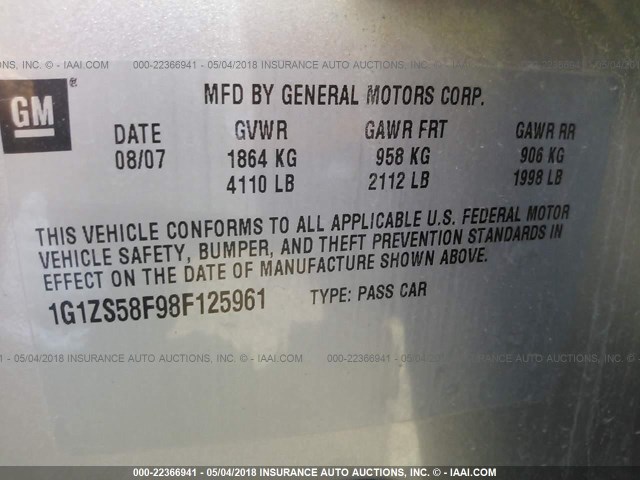 000-22366941 - 05/04/2018 INSURANCE AUTO AUCTIONS, INC. - © IAAI.COM
GM®
MFD BY GENERAL MOTORS CORP.
DATE GVWR GAWR FRT GAWR RR
08/07 1864 KG 958 KG 906 KG
4110 LB 2112 LB 1998 LB
THIS VEHICLE CONFORMS TO ALL APPLICABLE U.S. FEDERAL MOTOR
VEHICLE SAFETY, BUMPER, AND THEFT PREVENTION STANDARDS IN
EFFECT ON THE DATE OF MANUFACTURE SHOWN ABOVE.
1G1ZS58F98F125961 TYPE: PASS CAR
000-22366941 - 05/04/2018 INSURANCE AUTO AUCTIONS, INC. - © IAAI.COM
000-22366941 - 05/04/2018 INSURANCE AUTO AUCTIONS, INC. - © IAAI.COM